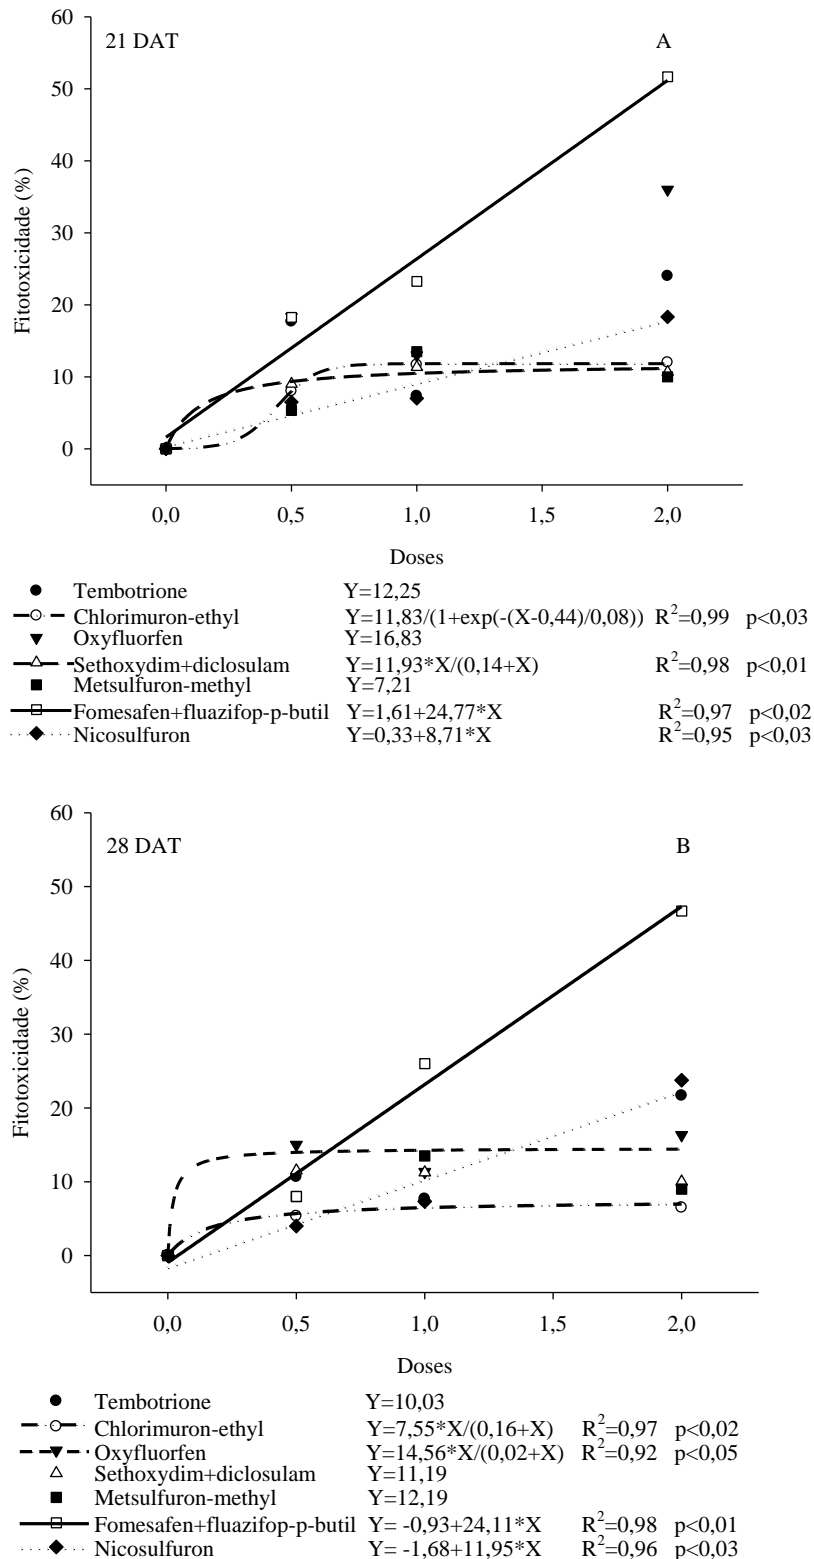 60
21 DAT A
50
40
30
20
10
0
Fitotoxicidade (%)
0,0 0,5 1,0 1,5 2,0
Doses
Tembotrione Y=12,25
Chlorimuron-ethyl Y=11,83/(1+exp(-(X-0,44)/0,08)) R²=0,99 p<0,03
Oxyfluorfen Y=16,83
Sethoxydim+diclosulam Y=11,93*X/(0,14+X) R²=0,98 p<0,01
Metsulfuron-methyl Y=7,21
Fomesafen+fluazifop-p-butil Y=1,61+24,77*X R²=0,97 p<0,02
Nicosulfuron Y=0,33+8,71*X R²=0,95 p<0,03
60
28 DAT B
50
40
30
20
10
0
Fitotoxicidade (%)
0,0 0,5 1,0 1,5 2,0
Doses
Tembotrione Y=10,03
Chlorimuron-ethyl Y=7,55*X/(0,16+X) R²=0,97 p<0,02
Oxyfluorfen Y=14,56*X/(0,02+X) R²=0,92 p<0,05
Sethoxydim+diclosulam Y=11,19
Metsulfuron-methyl Y=12,19
Fomesafen+fluazifop-p-butil Y= -0,93+24,11*X R²=0,98 p<0,01
Nicosulfuron Y= -1,68+11,95*X R²=0,96 p<0,03